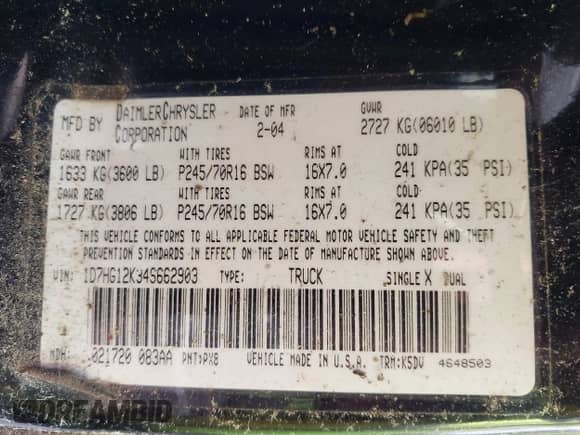 MFD BY DAIMLERCHRYSLER CORPORATION DATE OF MFR 2-04 GVWR 2727 KG(06010 LB)
GAWR FRONT WITH TIRES RIMS AT COLD
1633 KG(3600 LB) P245/70R16 BSW 16X7.0 241 KPA(35 PSI)
GAWR REAR WITH TIRES RIMS AT COLD
1727 KG(3806 LB) P245/70R16 BSW 16X7.0 241 KPA(35 PSI)
THIS VEHICLE CONFORMS TO ALL APPLICABLE FEDERAL MOTOR VEHICLE SAFETY AND THEFT
PREVENTION STANDARDS IN EFFECT ON THE DATE OF MANUFACTURE SHOWN ABOVE.
VIN: 1D7HG12K34S662903 TYPE: TRUCK SINGLE X DUAL
MDH: 021720 083AA PNT:PX8 VEHICLE MADE IN U.S.A. TRM:K5DV 4648503
DREAMBID